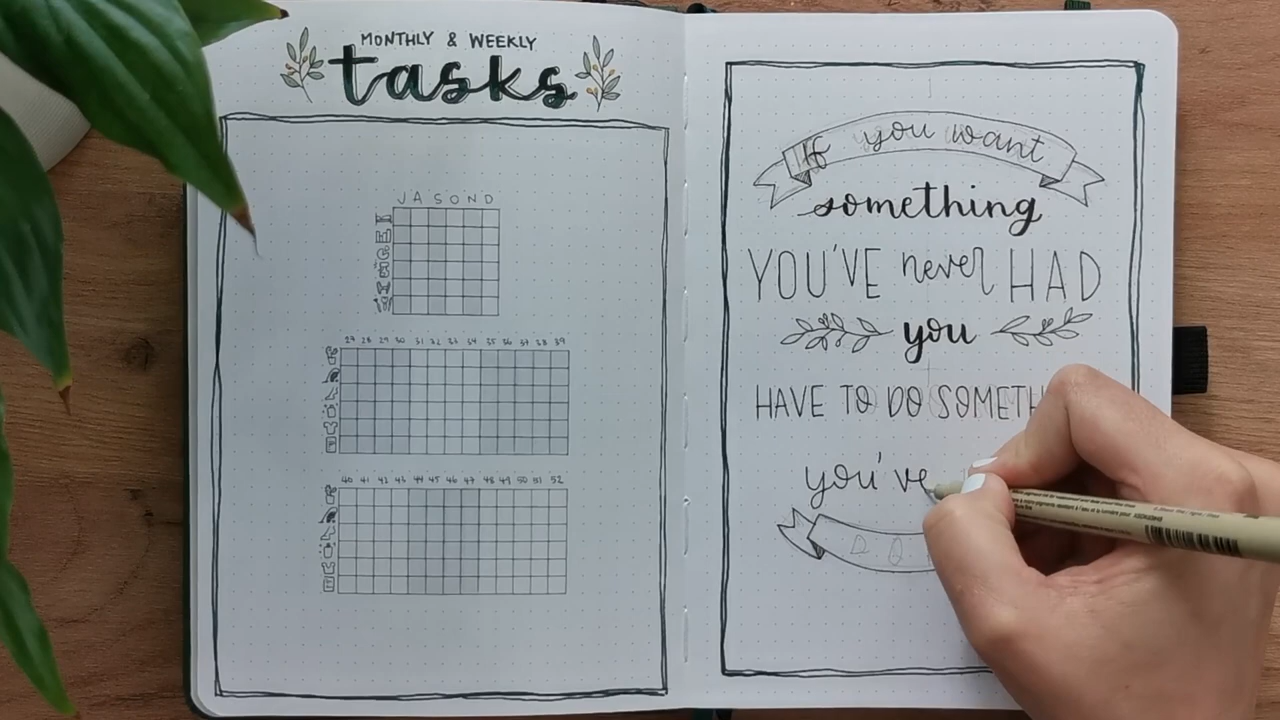 MONTHLY & WEEKLY
tasks
J A S O N D
27 28 29 30 31 32 33 34 35 36 37 38 39
40 41 42 43 44 45 46 47 48 49 50 51 52
If you want
something
YOU'VE never HAD
you
HAVE TO DO SOMETH
you've
DO